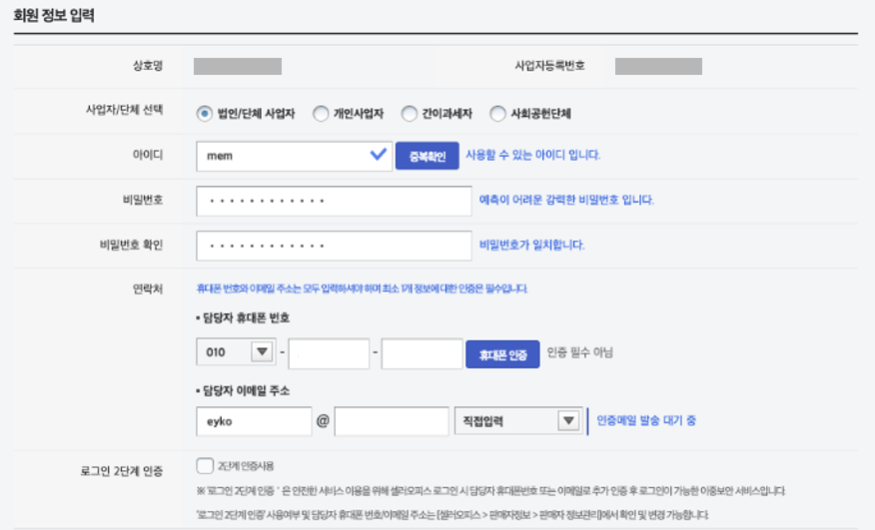 회원 정보 입력
상호명 사업자등록번호
사업자/단체 선택 법인/단체 사업자 개인사업자 간이과세자 사회공헌단체
아이디 mem 중복확인 사용할 수 있는 아이디 입니다.
비밀번호 ············ 예측이 어려운 강력한 비밀번호 입니다.
비밀번호 확인 ············ 비밀번호가 일치합니다.
연락처 휴대폰 번호와 이메일 주소는 모두 입력하셔야 하며 최소 1개 정보에 대한 인증은 필수입니다.
▪ 담당자 휴대폰 번호
010 - - 휴대폰 인증 인증 필수 아님
▪ 담당자 이메일 주소
eyko @ 직접입력 인증메일 발송 대기 중
로그인 2단계 인증 2단계 인증사용
※ '로그인 2단계 인증 ' 은 안전한 서비스 이용을 위해 셀러오피스 로그인 시 담당자 휴대폰번호 또는 이메일로 추가 인증 후 로그인이 가능한 이중보안 서비스입니다.
'로그인 2단계 인증' 사용여부 및 담당자 휴대폰 번호/이메일 주소는 [셀러오피스 > 판매자정보 > 판매자 정보관리]에서 확인 및 변경 가능합니다.